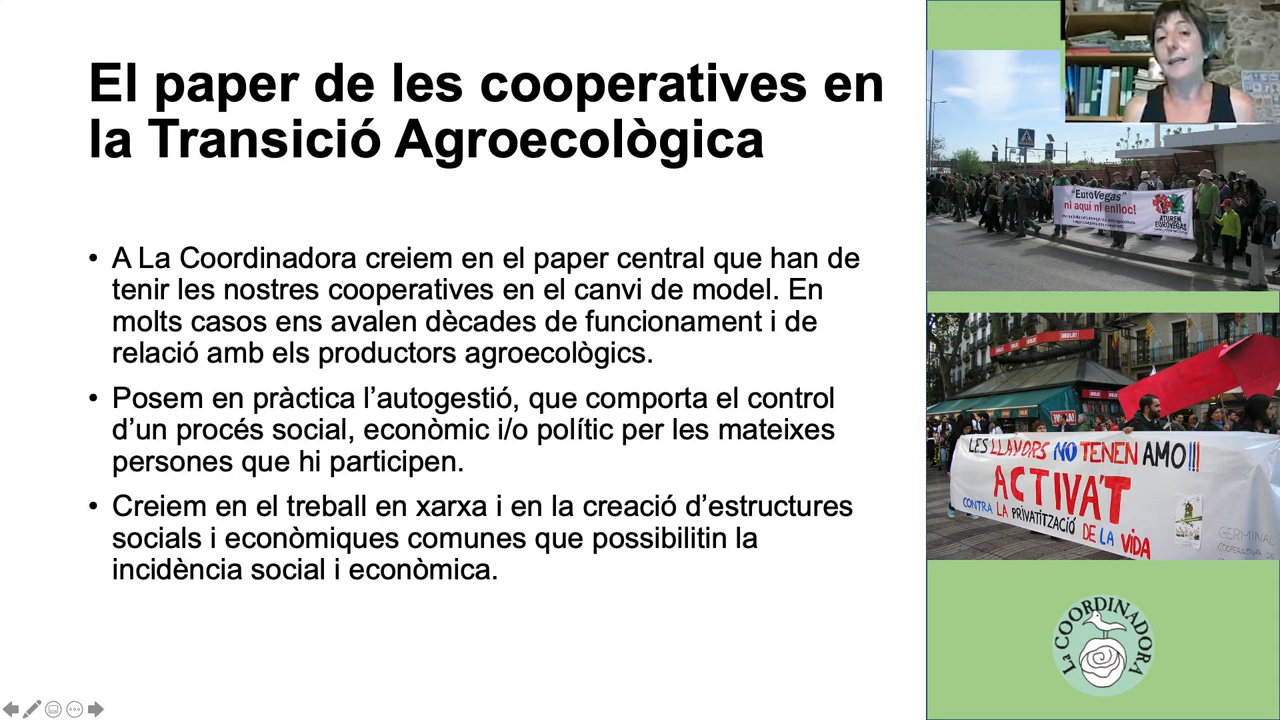 El paper de les cooperatives en
la Transició Agroecològica
• A La Coordinadora creiem en el paper central que han de
tenir les nostres cooperatives en el canvi de model. En
molts casos ens avalen dècades de funcionament i de
relació amb els productors agroecològics.
• Posem en pràctica l’autogestió, que comporta el control
d’un procés social, econòmic i/o polític per les mateixes
persones que hi participen.
• Creiem en el treball en xarxa i en la creació d’estructures
socials i econòmiques comunes que possibilitin la
incidència social i econòmica.
"EuroVegas"
ni aquí ni enlloc!
ATUREM
EUROVEGAS
¡HOLA!
LES LLAVORS NO TENEN AMO!!!
ACTIVA'T
CONTRA LA PRIVATITZACIÓ DE LA VIDA
GERMINAL
LA COORDINADORA